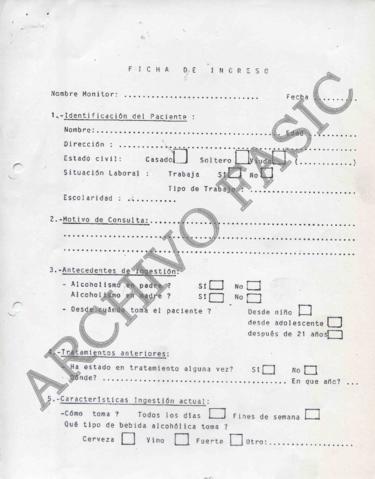 FICHA DE INGRESO
Nombre Monitor: .............................. Fecha ..........
1.-Identificación del Paciente :
Nombre:........................................ Edad ..........
Dirección : ..................................................
Estado civil: Casado Soltero Viudo (............)
Situación Laboral : Trabaja SI No
Tipo de Trabajo: ..........................
Escolaridad : ................
2.-Motivo de Consulta:..........................................
..............................................................
..............................................................
3.-Antecedentes de Ingestión:
- Alcoholismo en padre ? SI No
Alcoholismo en madre ? SI No
- Desde cuándo toma el paciente ? Desde niño
desde adolescente
después de 21 años
4.-Tratamientos anteriores:
Ha estado en tratamiento alguna vez? SI No
Dónde? ........................................ En que año? ...
5.-Características Ingestión actual:
-Cómo toma ? Todos los días Fines de semana
Qué tipo de bebida alcohólica toma ?
Cerveza Vino Fuerte Otro:....................
ARCHIVO FASIC